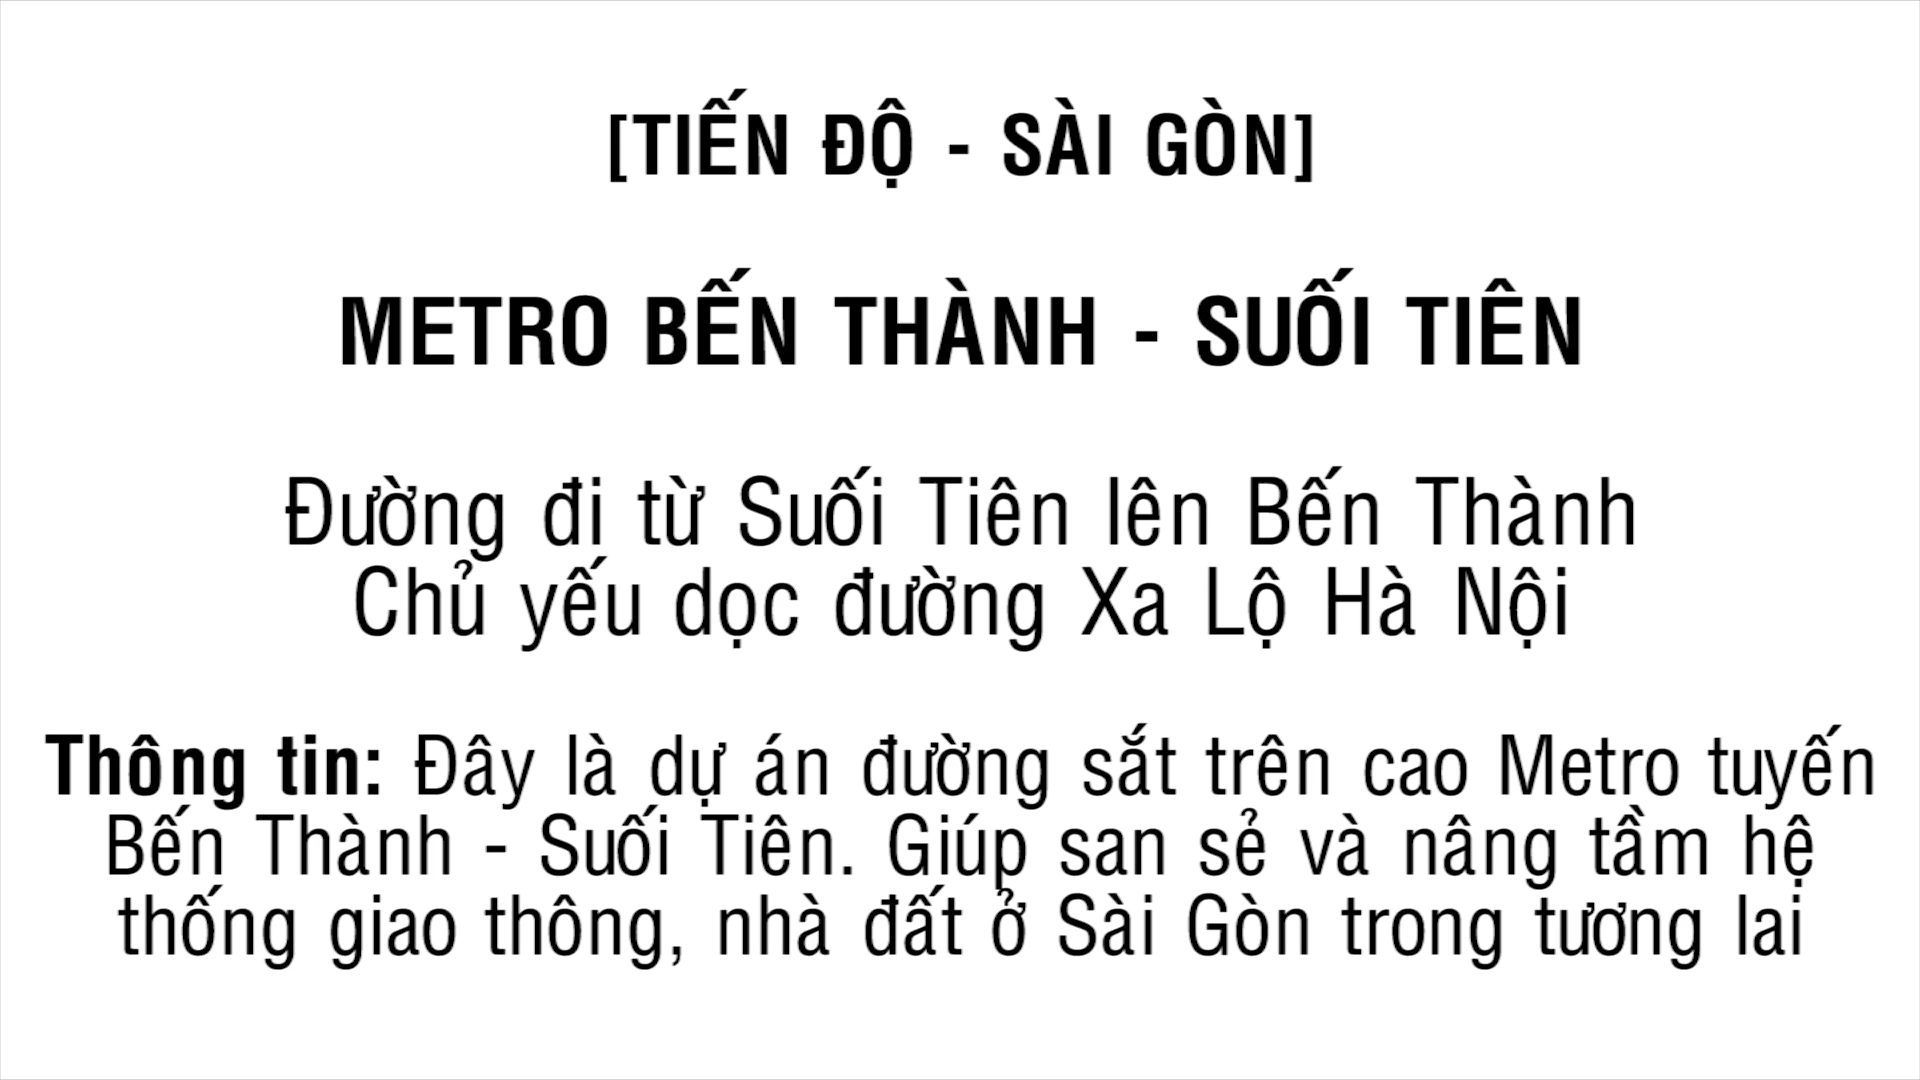 [TIẾN ĐỘ - SÀI GÒN]
METRO BẾN THÀNH - SUỐI TIÊN
Đường đi từ Suối Tiên lên Bến Thành
Chủ yếu dọc đường Xa Lộ Hà Nội
Thông tin: Đây là dự án đường sắt trên cao Metro tuyến
Bến Thành - Suối Tiên. Giúp san sẻ và nâng tầm hệ
thống giao thông, nhà đất ở Sài Gòn trong tương lai